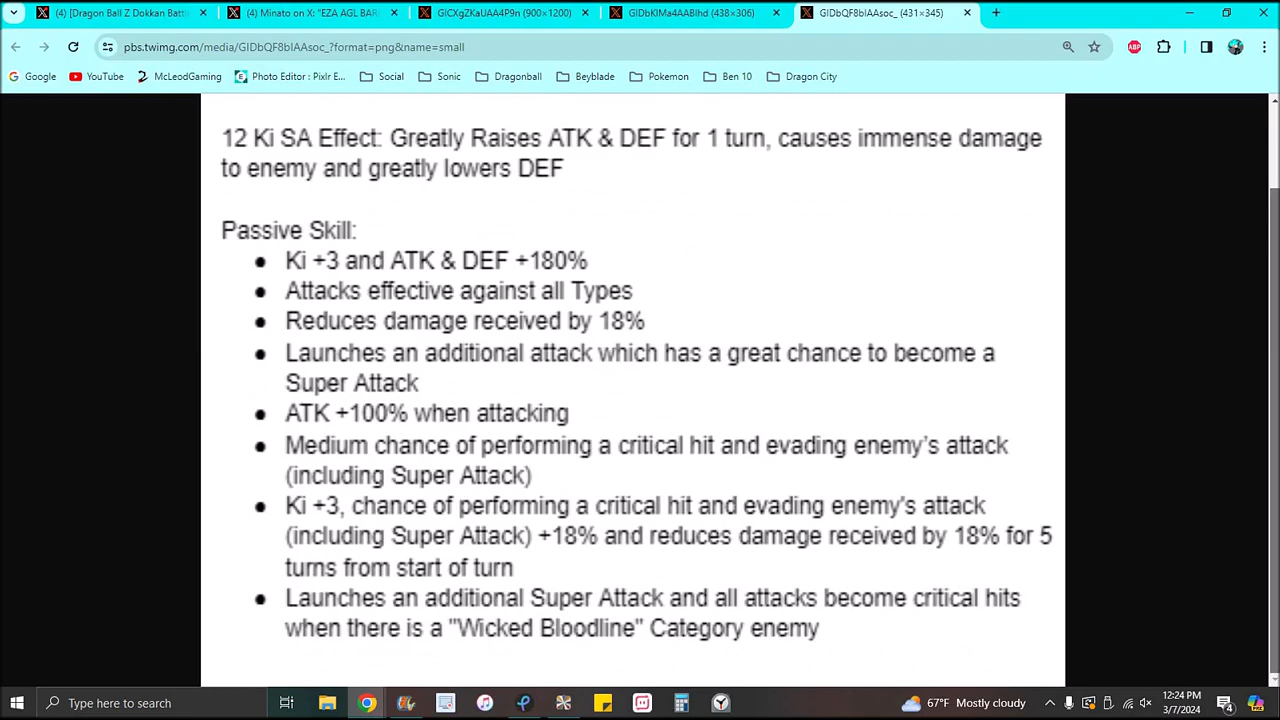 (4) [Dragon Ball Z Dokkan Battl
(4) Minato on X: "EZA AGL BAR
GICXgZKaUAA4P9n (900×1200)
GIDbKIMa4AABlhd (438×306)
GIDbQF8bIAAsoc_ (431×345)
pbs.twimg.com/media/GIDbQF8bIAAsoc_?format=png&name=small
Google YouTube McLeodGaming Photo Editor : Pixlr E... Social Sonic Dragonball Beyblade Pokemon Ben 10 Dragon City
12 Ki SA Effect: Greatly Raises ATK & DEF for 1 turn, causes immense damage
to enemy and greatly lowers DEF
Passive Skill:
● Ki +3 and ATK & DEF +180%
● Attacks effective against all Types
● Reduces damage received by 18%
● Launches an additional attack which has a great chance to become a
Super Attack
● ATK +100% when attacking
● Medium chance of performing a critical hit and evading enemy's attack
(including Super Attack)
● Ki +3, chance of performing a critical hit and evading enemy's attack
(including Super Attack) +18% and reduces damage received by 18% for 5
turns from start of turn
● Launches an additional Super Attack and all attacks become critical hits
when there is a "Wicked Bloodline" Category enemy
Type here to search
67°F Mostly cloudy
12:24 PM
3/7/2024
4